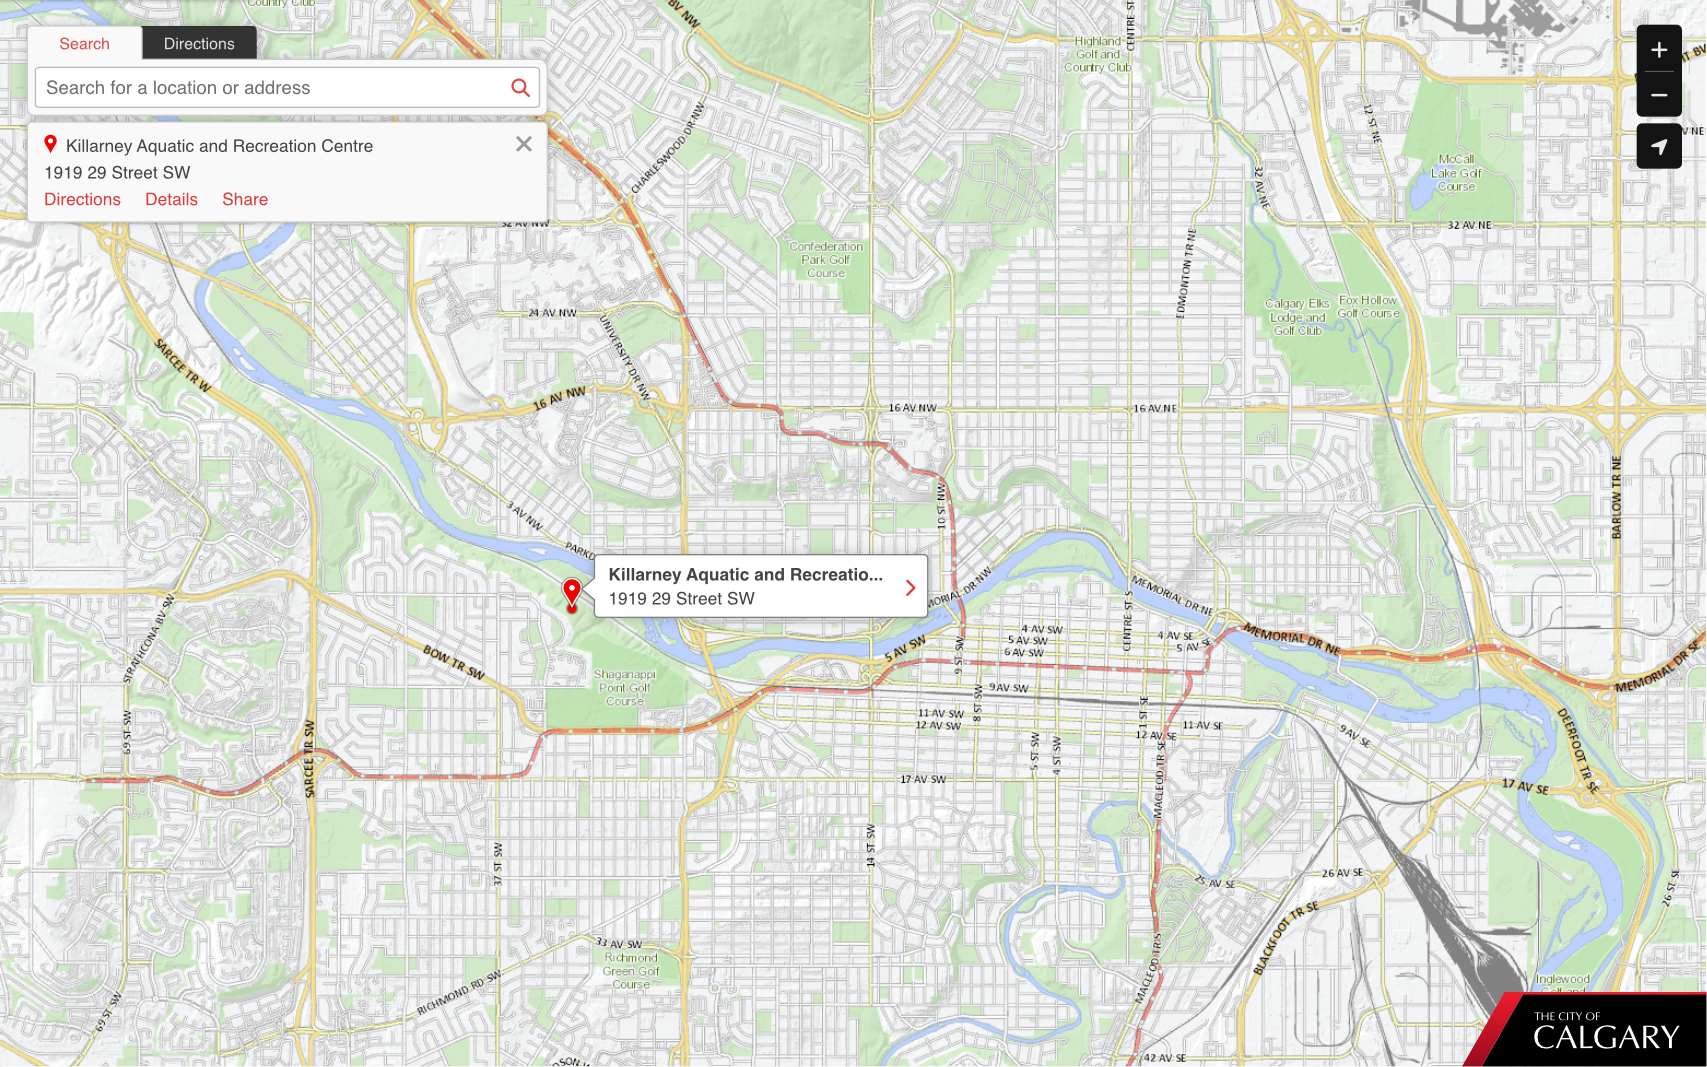 Country Club
BV NW
CENTRE ST
Search
Directions
Highland
Golf and
Country Club
Search for a location or address
12 ST NE
Killarney Aquatic and Recreation Centre
1919 29 Street SW
Directions
Details
Share
CHARLESWOOD DR NW
McCall
Lake Golf
Course
32 AV NE
32 AV NW
32 AV NE
EDMONTON TR NE
Confederation
Park Golf
Course
Calgary Elks
Lodge and
Golf Club
Fox Hollow
Golf Course
24 AV NW
UNIVERSITY DR NW
SARCEE TR W
16 AV NW
16 AV NW
16 AV NE
BARLOW TR NE
10 ST NW
3 AV NW
Killarney Aquatic and Recreatio...
1919 29 Street SW
MEMORIAL DR NE
STRATHCONA BV SW
BOW TR SW
5 AV SW
9 ST SW
4 AV SW
5 AV SW
6 AV SW
CENTRE ST S
4 AV SE
5 AV SE
MEMORIAL DR NE
MEMORIAL DR SE
Shaganappi
Point Golf
Course
9 AV SW
8 ST SW
11 AV SW
12 AV SW
1 ST SE
11 AV SE
12 AV SE
9 AV SE
DEERFOOT TR SE
69 ST SW
SARCEE TR SW
5 ST SW
4 ST SW
MACLEOD TR SE
17 AV SW
17 AV SE
37 ST SW
14 ST SW
25 AV SE
26 AV SE
26 ST SE
33 AV SW
Richmond
Green Golf
Course
RICHMOND RD SW
69 ST SW
MACLEOD TR S
BLACKFOOT TR SE
Inglewood
42 AV SE
THE CITY OF
CALGARY